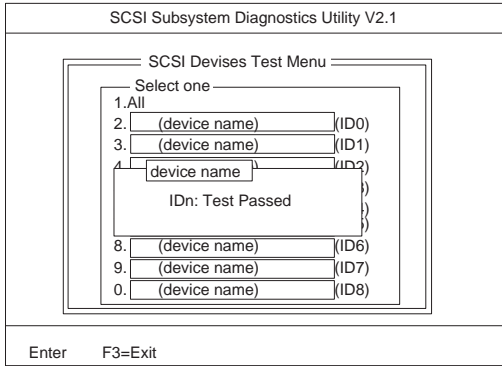 SCSI Subsystem Diagnostics Utility V2.1
SCSI Devises Test Menu
Select one
1.All
2. (device name) (ID0)
3. (device name) (ID1)
4. (ID2)
device name
IDn: Test Passed
8. (device name) (ID6)
9. (device name) (ID7)
0. (device name) (ID8)
Enter F3=Exit